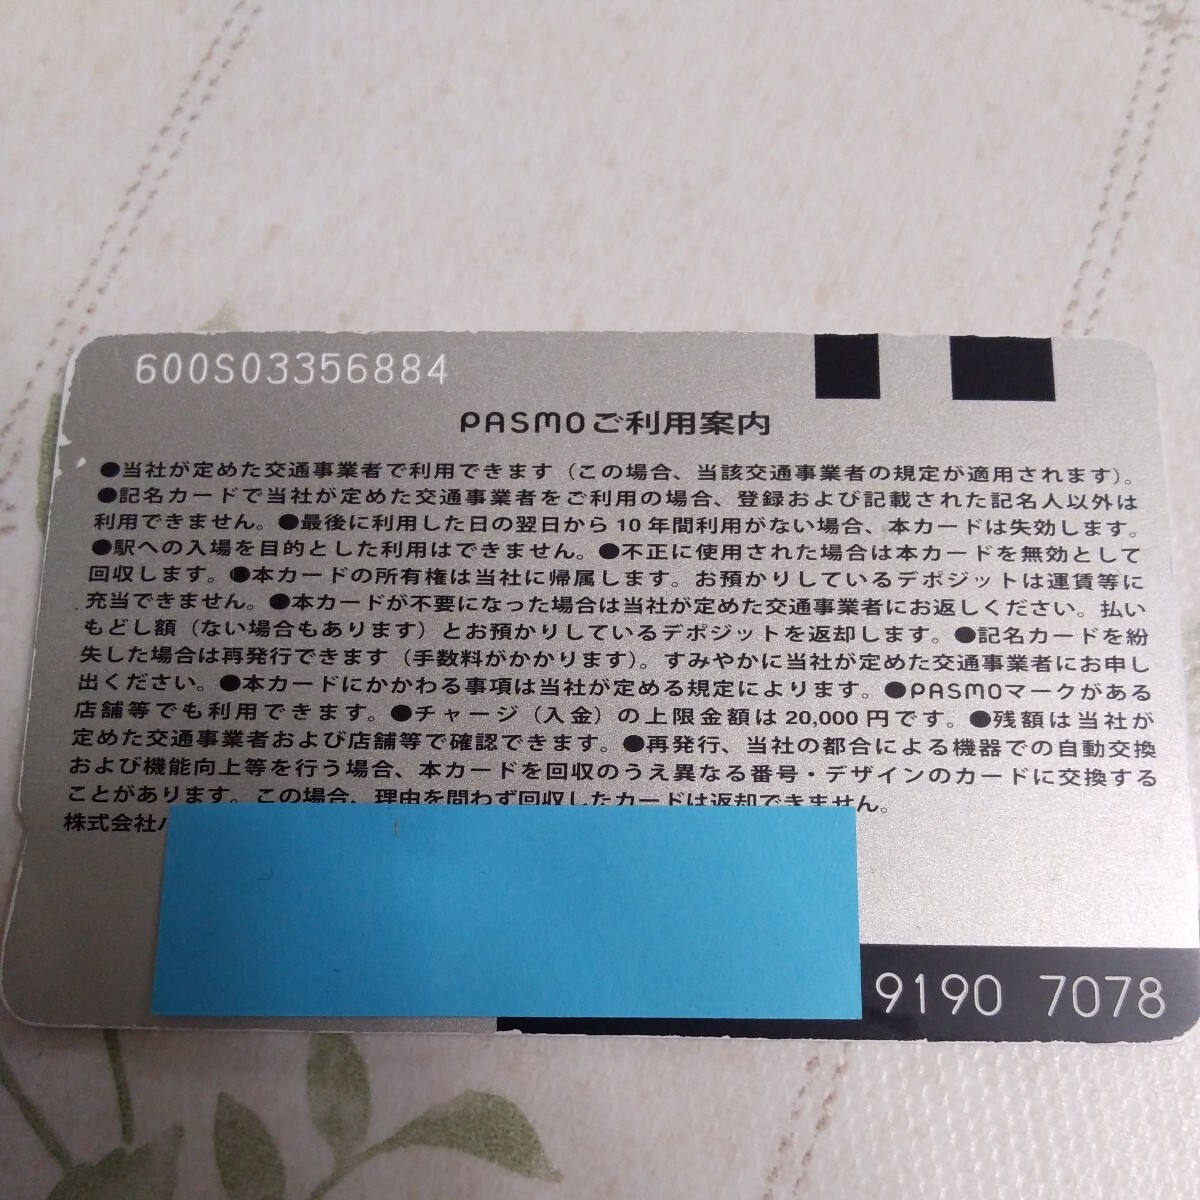 600S03356884
PASMOご利用案内
●当社が定めた交通事業者で利用できます（この場合、当該交通事業者の規定が適用されます）。
●記名カードで当社が定めた交通事業者をご利用の場合、登録および記載された記名人以外は
利用できません。●最後に利用した日の翌日から10年間利用がない場合、本カードは失効します。
●駅への入場を目的とした利用はできません。●不正に使用された場合は本カードを無効として
回収します。●本カードの所有権は当社に帰属します。お預かりしているデポジットは運賃等に
充当できません。●本カードが不要になった場合は当社が定めた交通事業者にお返しください。払い
もどし額（ない場合もあります）とお預かりしているデポジットを返却します。●記名カードを紛
失した場合は再発行できます（手数料がかかります）。すみやかに当社が定めた交通事業者にお申し
出ください。●本カードにかかわる事項は当社が定める規定によります。●PASMOマークがある
店舗等でも利用できます。●チャージ（入金）の上限金額は20,000円です。●残額は当社が
定めた交通事業者および店舗等で確認できます。●再発行、当社の都合による機器での自動交換
および機能向上等を行う場合、本カードを回収のうえ異なる番号・デザインのカードに交換する
ことがあります。この場合、理由を問わず回収したカードは返却できません。
株式会社
9190 7078